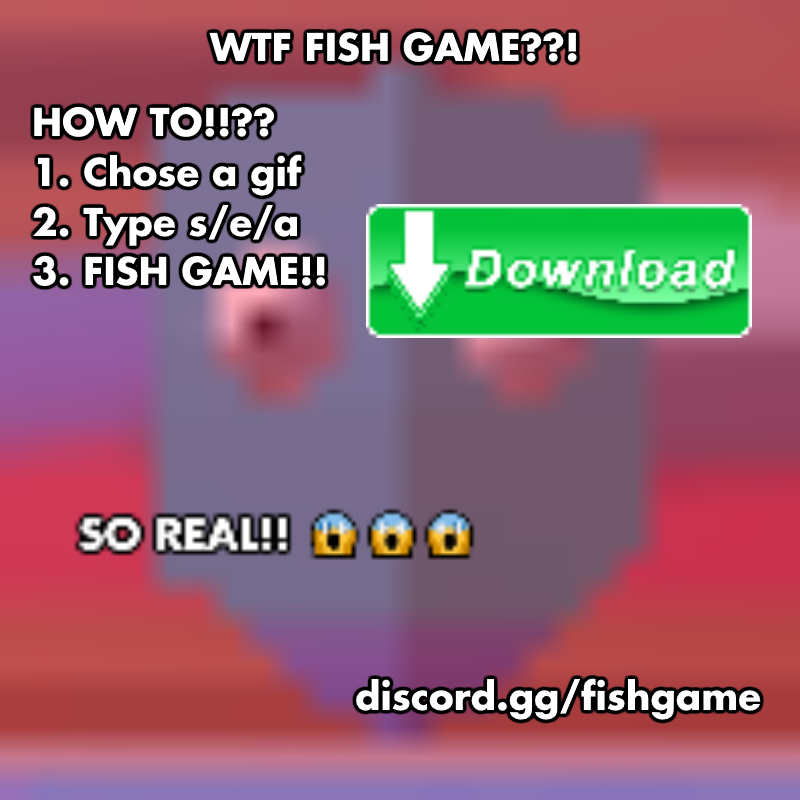 WTF FISH GAME??!
HOW TO!!??
1. Chose a gif
2. Type s/e/a
3. FISH GAME!!
Download
SO REAL!! 😱😱😱
discord.gg/fishgame